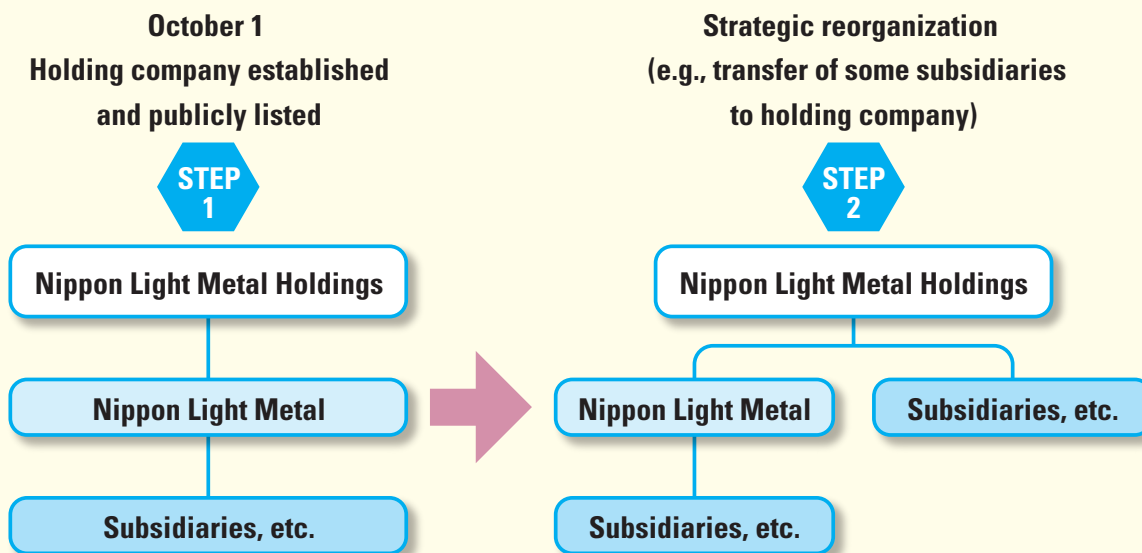 October 1
Holding company established
and publicly listed
STEP
1
Nippon Light Metal Holdings
Nippon Light Metal
Subsidiaries, etc.
Strategic reorganization
(e.g., transfer of some subsidiaries
to holding company)
STEP
2
Nippon Light Metal Holdings
Nippon Light Metal
Subsidiaries, etc.
Subsidiaries, etc.